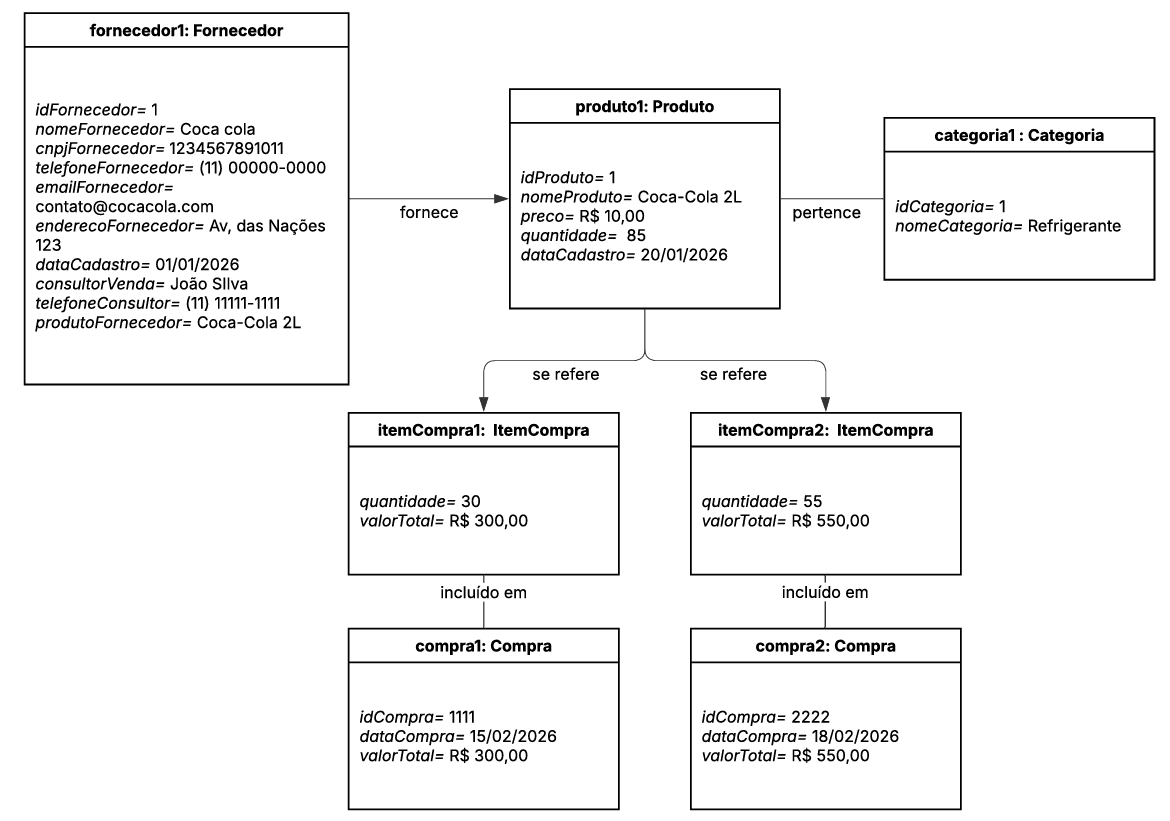 fornecedor1: Fornecedor
idFornecedor= 1
nomeFornecedor= Coca cola
cnpjFornecedor= 1234567891011
telefoneFornecedor= (11) 00000-0000
emailFornecedor=
contato@cocacola.com
enderecoFornecedor= Av, das Nações
123
dataCadastro= 01/01/2026
consultorVenda= João SIlva
telefoneConsultor= (11) 11111-1111
produtoFornecedor= Coca-Cola 2L
fornece
produto1: Produto
idProduto= 1
nomeProduto= Coca-Cola 2L
preco= R$ 10,00
quantidade= 85
dataCadastro= 20/01/2026
pertence
categoria1 : Categoria
idCategoria= 1
nomeCategoria= Refrigerante
se refere
se refere
itemCompra1: ItemCompra
quantidade= 30
valorTotal= R$ 300,00
itemCompra2: ItemCompra
quantidade= 55
valorTotal= R$ 550,00
incluído em
incluído em
compra1: Compra
idCompra= 1111
dataCompra= 15/02/2026
valorTotal= R$ 300,00
compra2: Compra
idCompra= 2222
dataCompra= 18/02/2026
valorTotal= R$ 550,00